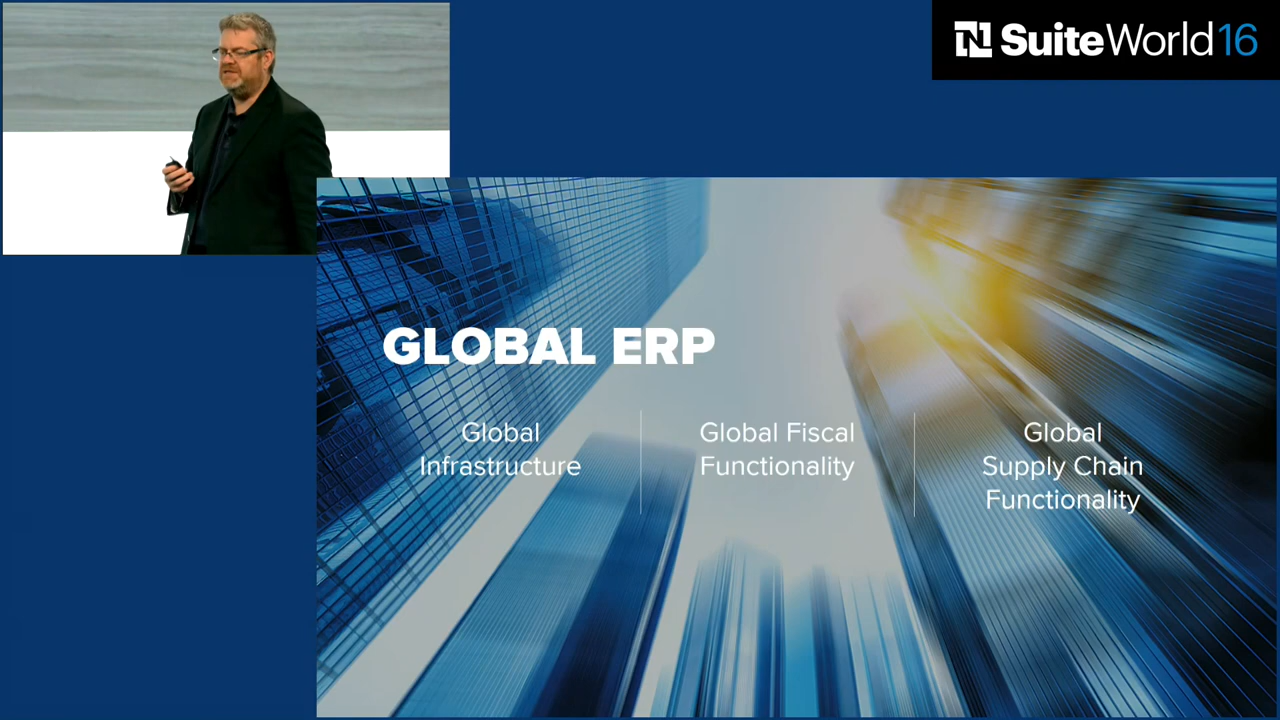 SuiteWorld16
GLOBAL ERP
Global
Infrastructure
Global Fiscal
Functionality
Global
Supply Chain
Functionality